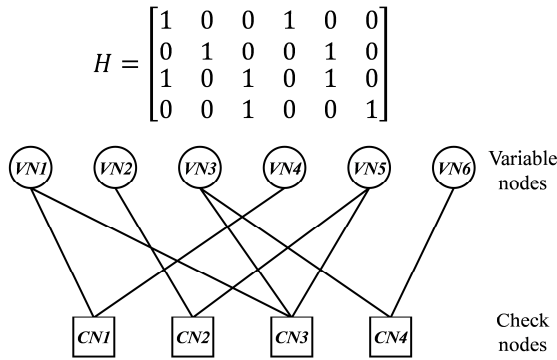 1 0 0 1 0 0
0 1 0 0 1 0
H =
1 0 1 0 1 0
0 0 1 0 0 1
VN1 VN2 VN3 VN4 VN5 VN6 Variable
nodes
CN1 CN2 CN3 CN4 Check
nodes